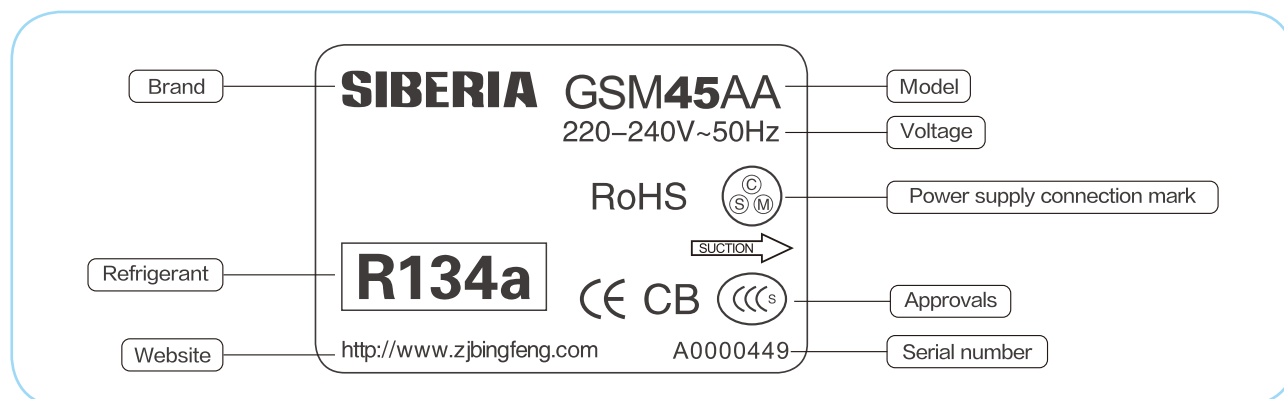 Brand
SIBERIA GSM45AA
Model
220-240V~50Hz
Voltage
RoHS
C
S M
Power supply connection mark
SUCTION
Refrigerant
R134a
CE CB CCC S
Approvals
Website
http://www.zjbingfeng.com
A0000449
Serial number